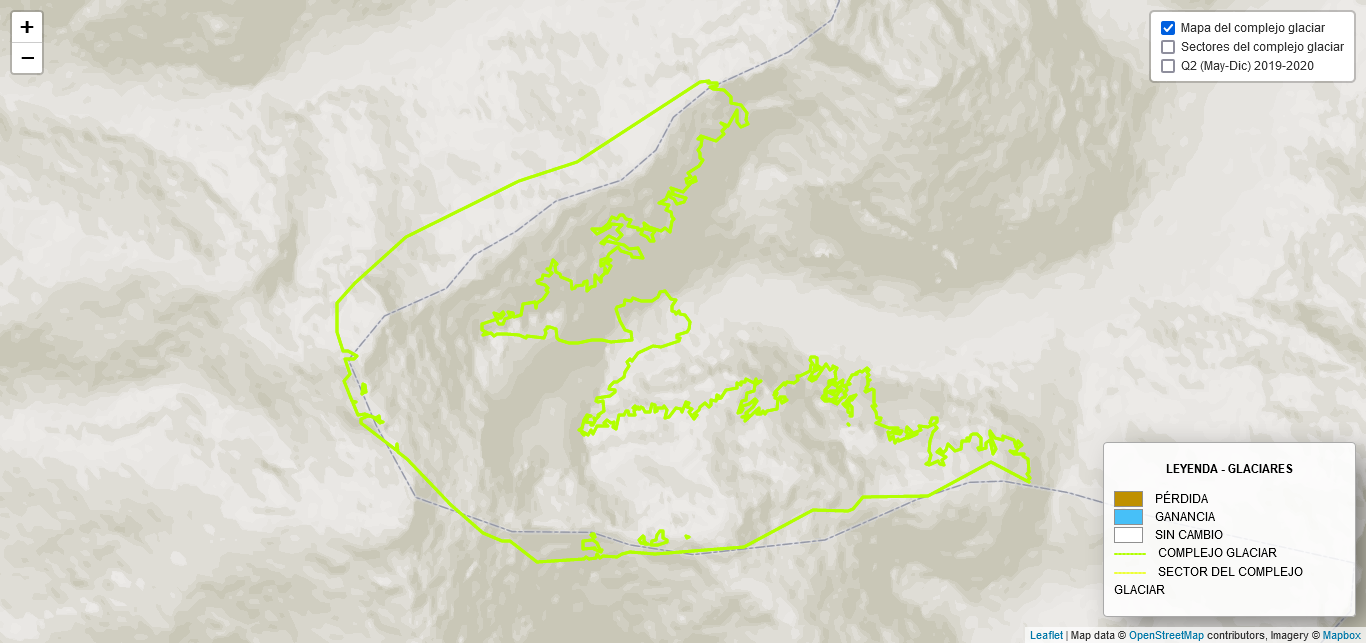 +
−
Mapa del complejo glaciar
Sectores del complejo glaciar
Q2 (May-Dic) 2019-2020
LEYENDA - GLACIARES
PÉRDIDA
GANANCIA
SIN CAMBIO
COMPLEJO GLACIAR
SECTOR DEL COMPLEJO
GLACIAR
Leaflet | Map data © OpenStreetMap contributors, Imagery © Mapbox